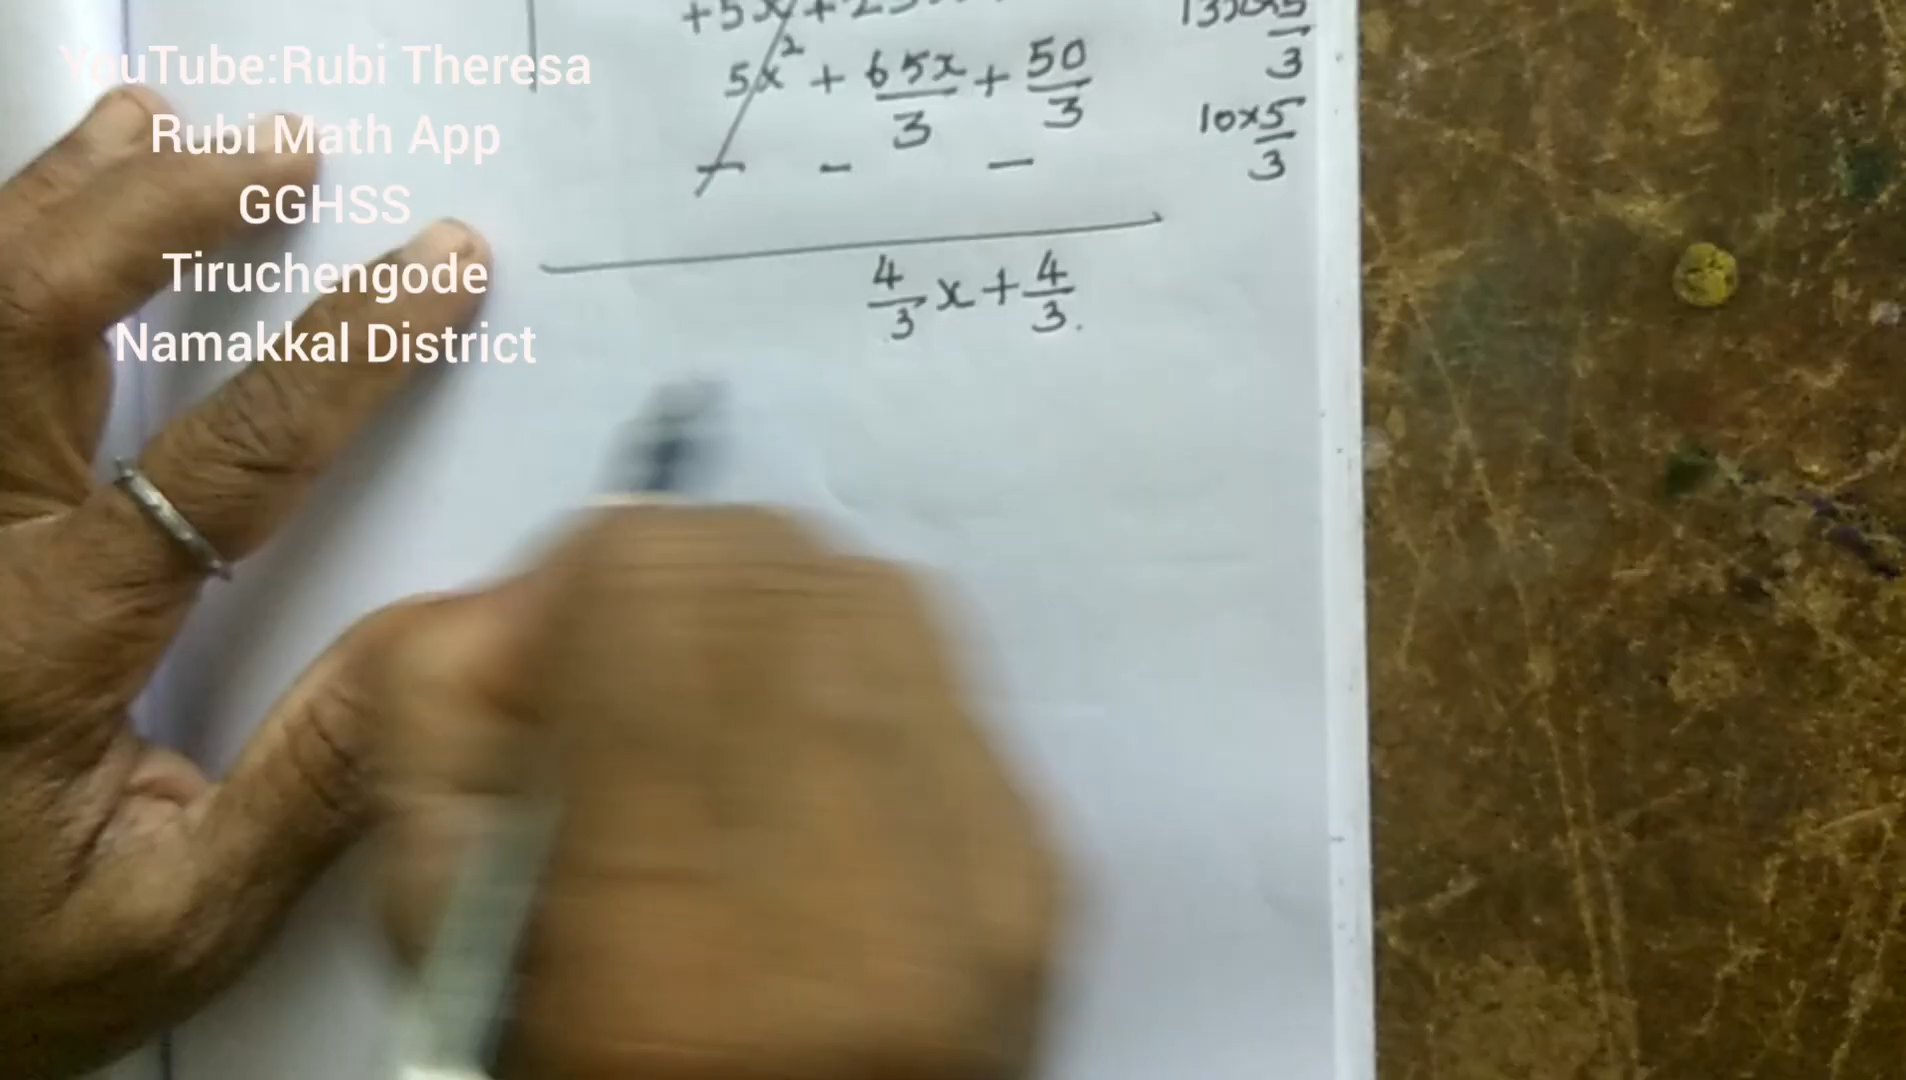 YouTube:Rubi Theresa
Rubi Math App
GGHSS
Tiruchengode
Namakkal District
5x² + 65x/3 + 50/3
10×5/3
− − −
4/3 x + 4/3.